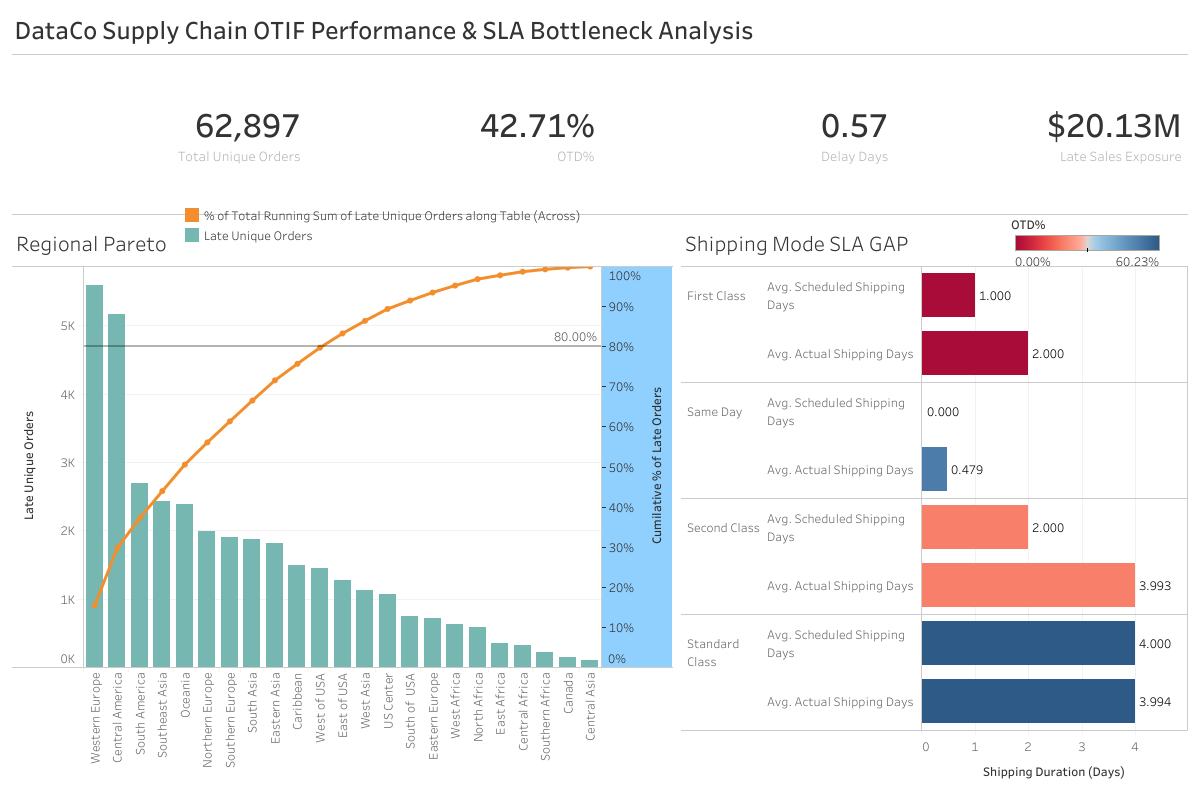 DataCo Supply Chain OTIF Performance & SLA Bottleneck Analysis
62,897
Total Unique Orders
42.71%
OTD%
0.57
Delay Days
$20.13M
Late Sales Exposure
Regional Pareto
% of Total Running Sum of Late Unique Orders along Table (Across)
Late Unique Orders
Late Unique Orders
5K
4K
3K
2K
1K
0K
80.00%
100%
90%
80%
70%
60%
50%
40%
30%
20%
10%
0%
Cumilative % of Late Orders
Western Europe
Central America
South America
Southeast Asia
Oceania
Northern Europe
Southern Europe
South Asia
Eastern Asia
Caribbean
West of USA
East of USA
West Asia
US Center
South of USA
Eastern Europe
West Africa
North Africa
East Africa
Central Africa
Southern Africa
Canada
Central Asia
Shipping Mode SLA GAP
OTD%
0.00%
60.23%
First Class
Avg. Scheduled Shipping
Days
1.000
Avg. Actual Shipping Days
2.000
Same Day
Avg. Scheduled Shipping
Days
0.000
Avg. Actual Shipping Days
0.479
Second Class
Avg. Scheduled Shipping
Days
2.000
Avg. Actual Shipping Days
3.993
Standard
Class
Avg. Scheduled Shipping
Days
4.000
Avg. Actual Shipping Days
3.994
0
1
2
3
4
Shipping Duration (Days)